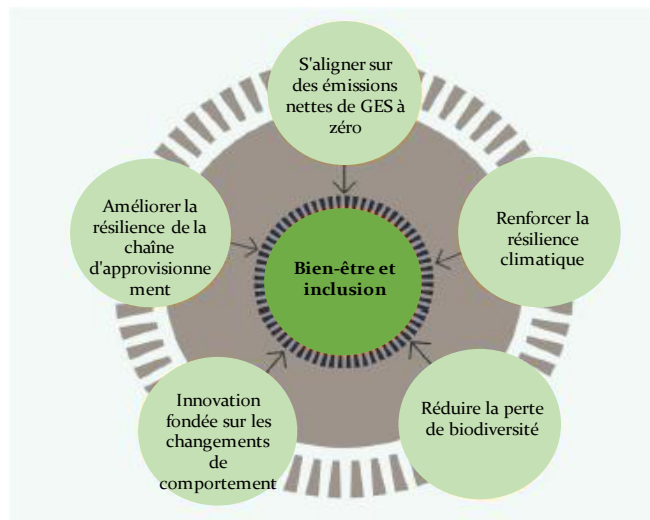 S'aligner sur
des émissions
nettes de GES à
zéro
Améliorer la
résilience de la
chaîne
d'approvisionne
ment
Renforcer la
résilience
climatique
Bien-être et
inclusion
Innovation
fondée sur les
changements
de
comportement
Réduire la perte
de biodiversité